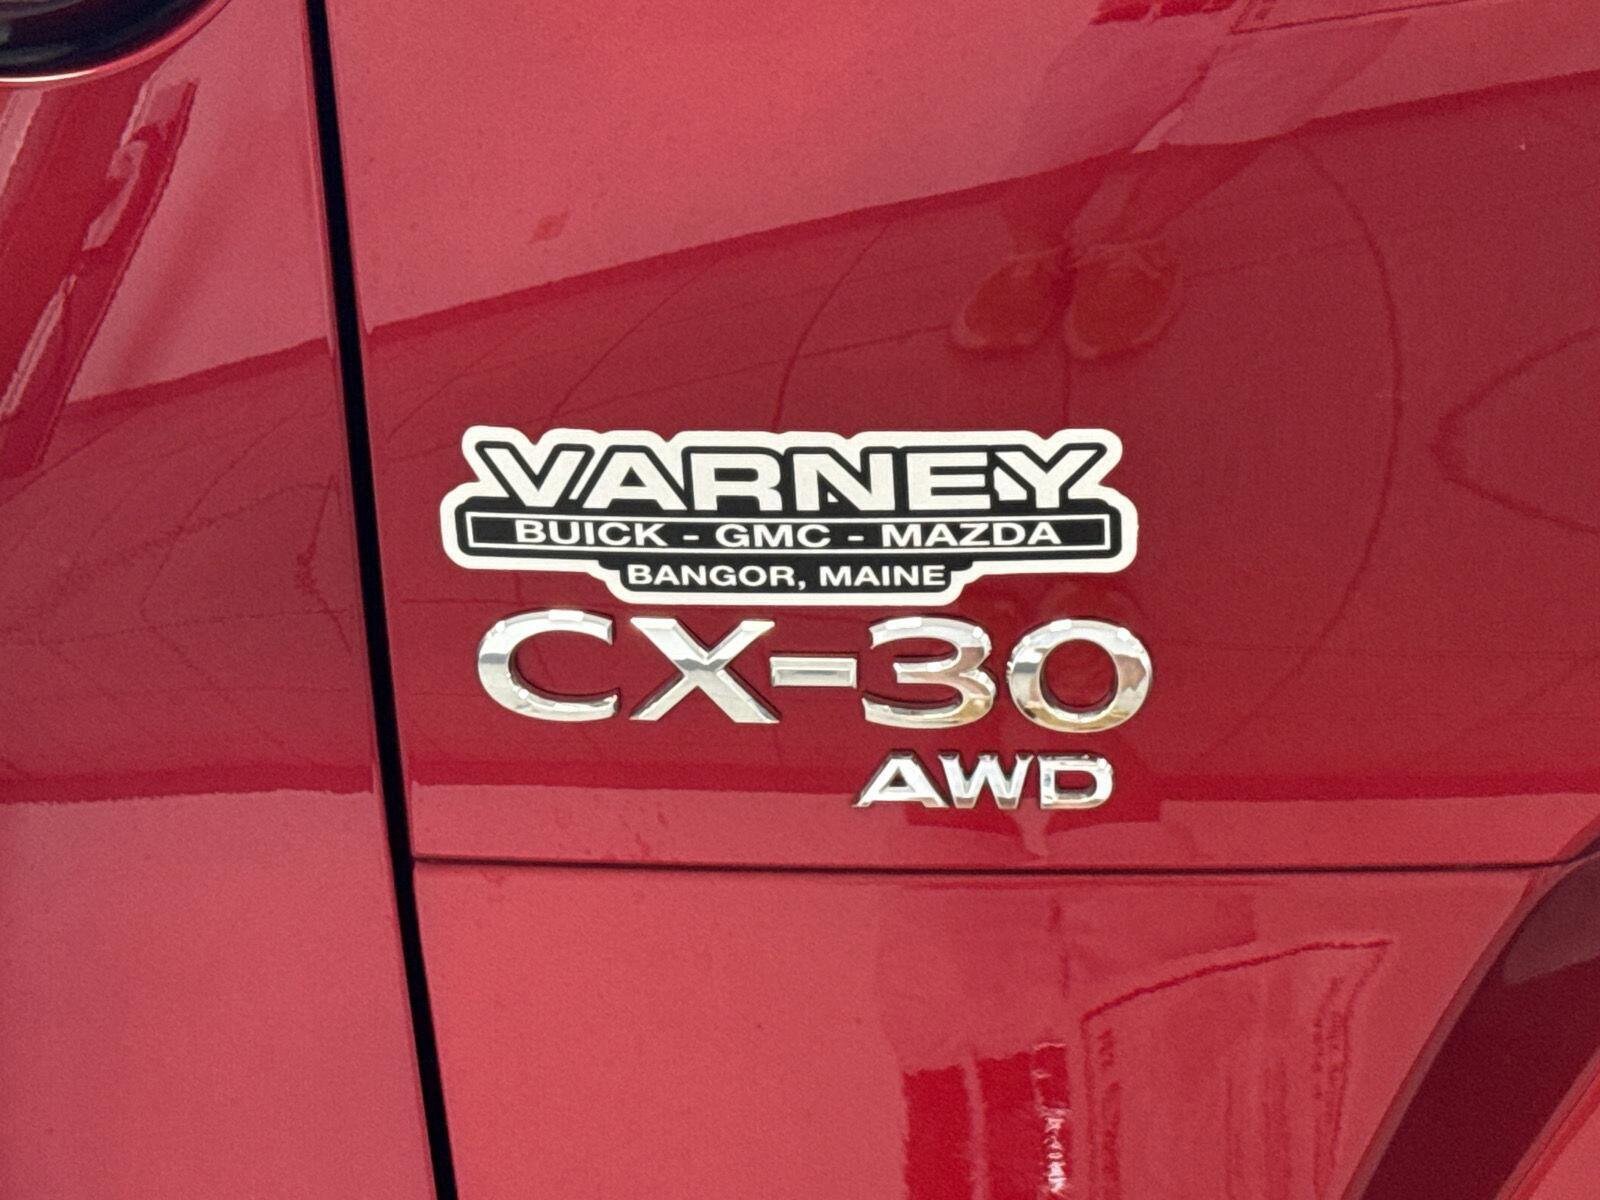 VARNEY
BUICK - GMC - MAZDA
BANGOR, MAINE
CX-30
AWD